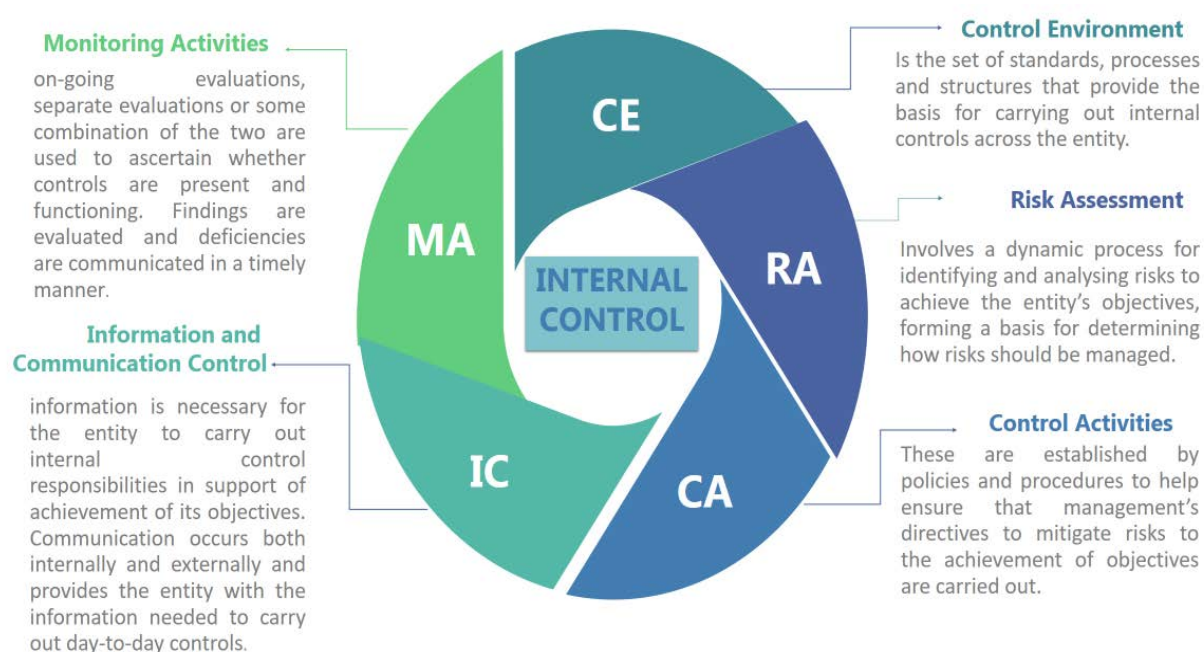 Monitoring Activities
on-going evaluations,
separate evaluations or some
combination of the two are
used to ascertain whether
controls are present and
functioning. Findings are
evaluated and deficiencies
are communicated in a timely
manner.
Information and
Communication Control
information is necessary for
the entity to carry out
internal control
responsibilities in support of
achievement of its objectives.
Communication occurs both
internally and externally and
provides the entity with the
information needed to carry
out day-to-day controls.
CE
RA
CA
IC
MA
INTERNAL
CONTROL
Control Environment
Is the set of standards, processes
and structures that provide the
basis for carrying out internal
controls across the entity.
Risk Assessment
Involves a dynamic process for
identifying and analysing risks to
achieve the entity's objectives,
forming a basis for determining
how risks should be managed.
Control Activities
These are established by
policies and procedures to help
ensure that management's
directives to mitigate risks to
the achievement of objectives
are carried out.